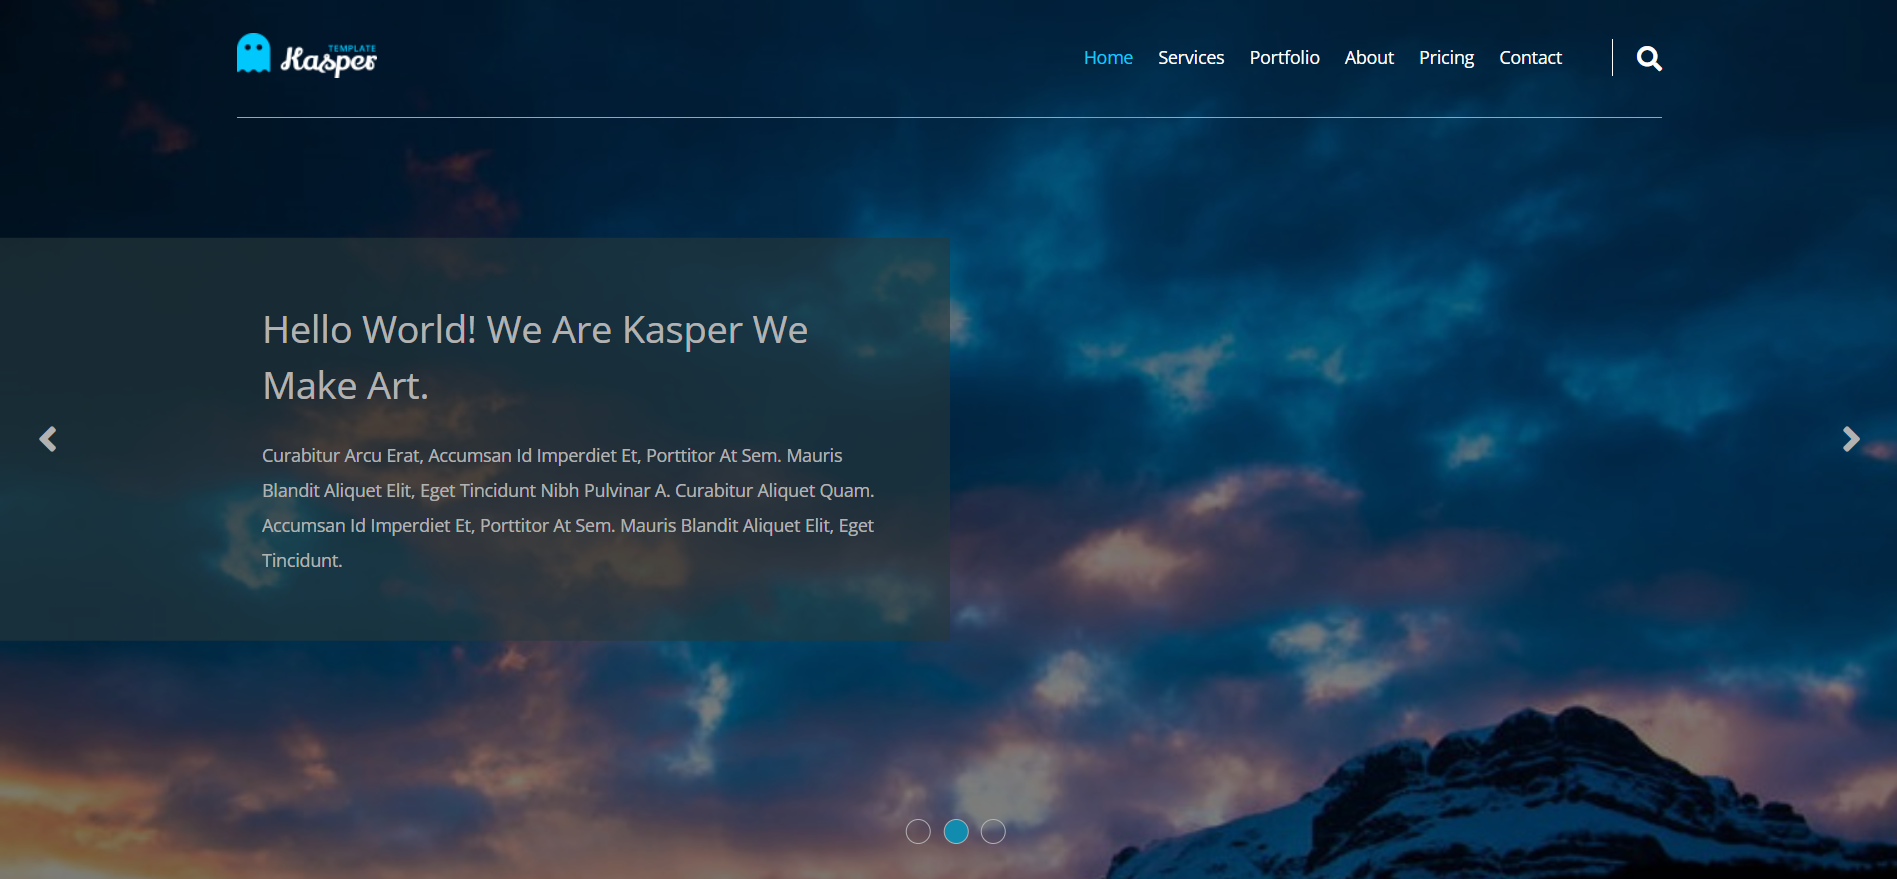 TEMPLATE
Kasper
Home Services Portfolio About Pricing Contact
Hello World! We Are Kasper We
Make Art.
Curabitur Arcu Erat, Accumsan Id Imperdiet Et, Porttitor At Sem. Mauris
Blandit Aliquet Elit, Eget Tincidunt Nibh Pulvinar A. Curabitur Aliquet Quam.
Accumsan Id Imperdiet Et, Porttitor At Sem. Mauris Blandit Aliquet Elit, Eget
Tincidunt.